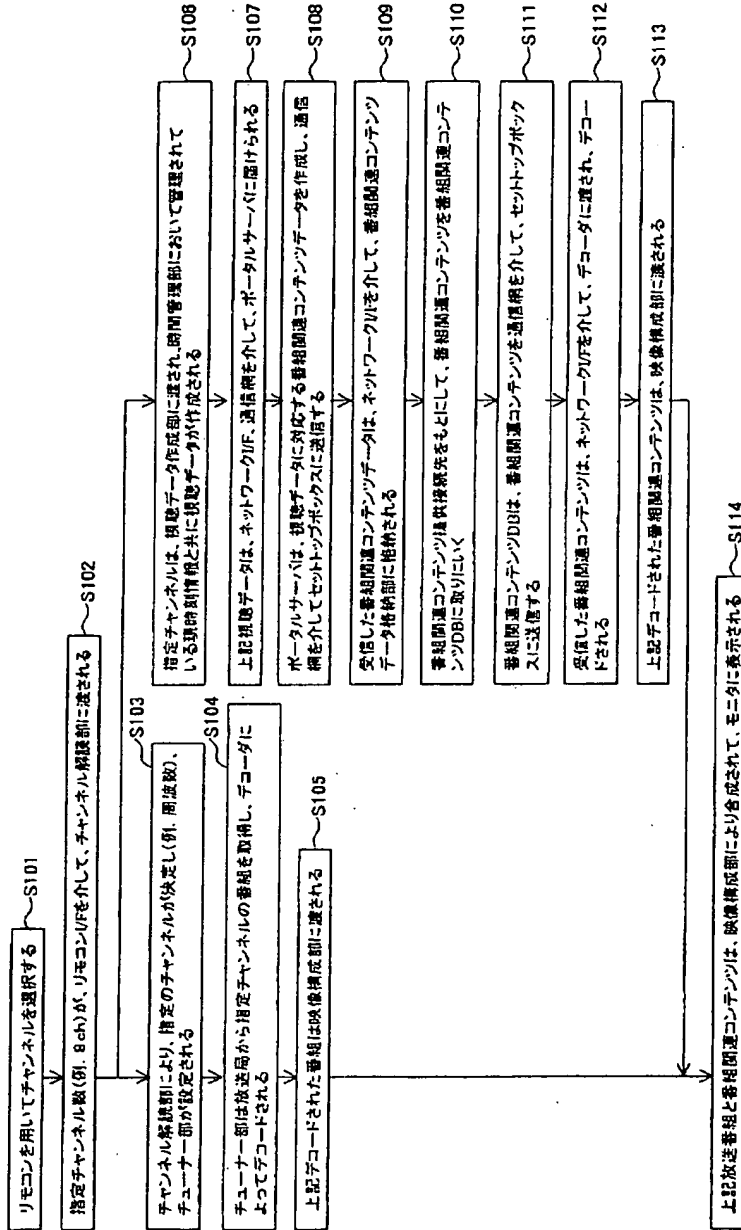 リモコンを用いてチャンネルを選択する
S101
指定チャンネル数(例. 8ch)が、リモコンI/Fを介して、チャンネル解読部に渡される
S102
チャンネル解読部により、指定のチャンネルが決定し(例. 周波数)、
チューナー部が設定される
S103
チューナー部は放送局から指定チャンネルの番組を取得し、デコーダに
よってデコードされる
S104
上記デコードされた番組は映像構成部に渡される
S105
指定チャンネルは、視聴データ作成部に渡され、時間管理部において管理されて
いる現時刻情報と共に視聴データが作成される
S106
上記視聴データは、ネットワークI/F、通信網を介して、ポータルサーバに届けられる
S107
ポータルサーバは、視聴データに対応する番組関連コンテンツデータを作成し、通信
網を介してセットトップボックスに送信する
S108
受信した番組関連コンテンツデータは、ネットワークI/Fを介して、番組関連コンテンツ
データ格納部に格納される
S109
番組関連コンテンツ提供接続先をもとにして、番組関連コンテンツを番組関連コンテ
ンツDBに取りにいく
S110
番組関連コンテンツDBは、番組関連コンテンツを通信網を介して、セットトップボック
スに送信する
S111
受信した番組関連コンテンツは、ネットワークI/Fを介して、デコーダに渡され、デコー
ドされる
S112
上記デコードされた番組関連コンテンツは、映像構成部に渡される
S113
上記放送番組と番組関連コンテンツは、映像構成部により合成されて、モニタに表示される
S114